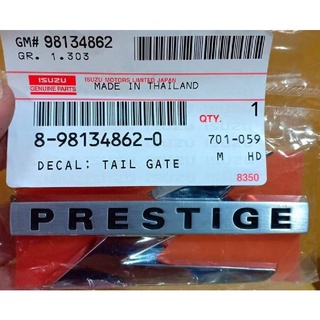 GM# 98134862
GR. 1.303
ISUZU
GENUINE PARTS
ISUZU MOTORS LIMITED JAPAN
MADE IN THAILAND
QTY. 1
8-98134862-0
701-059
M HD
DECAL: TAIL GATE
8350
PRESTIGE